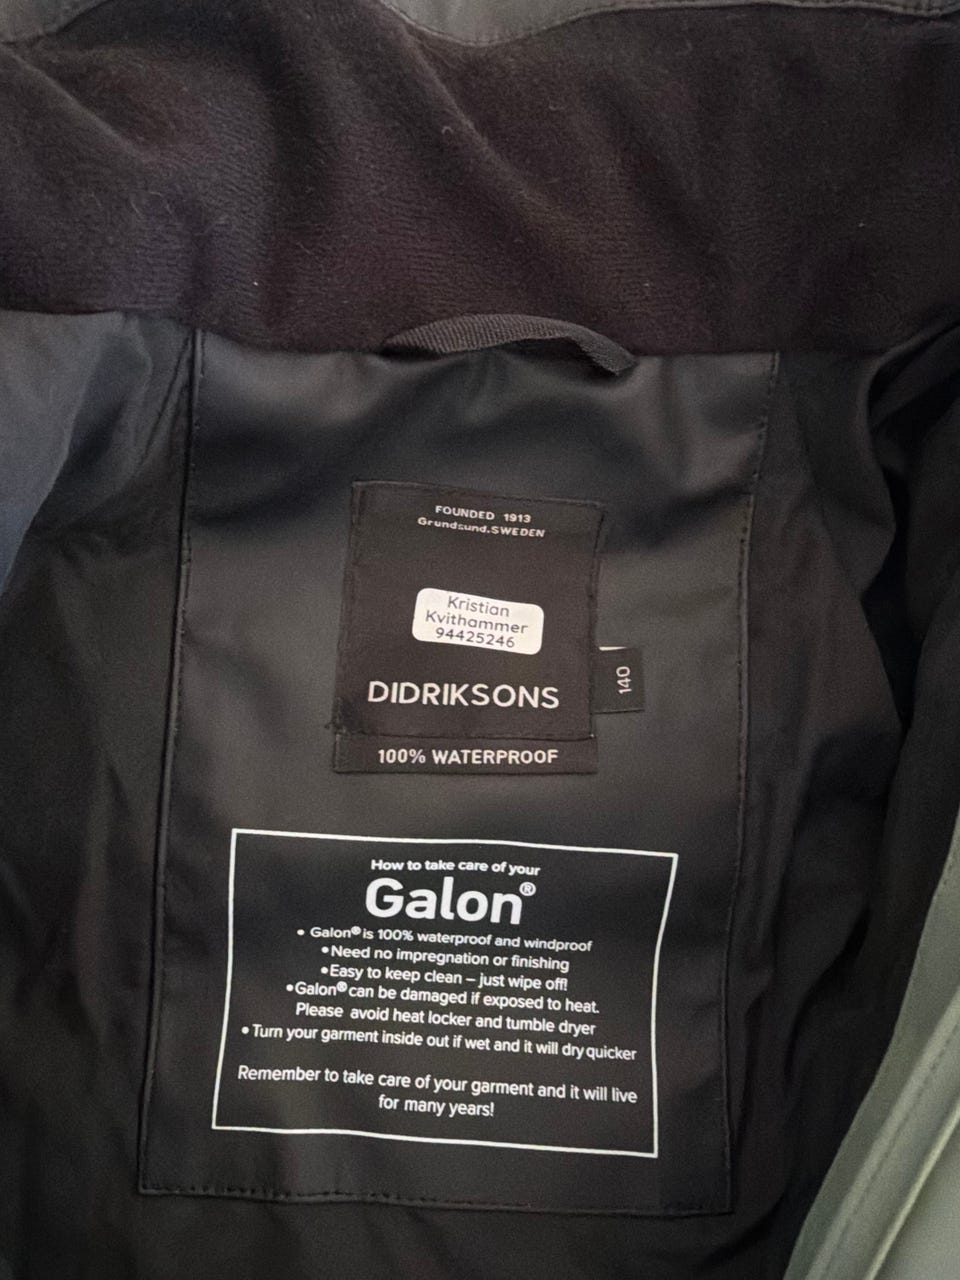 FOUNDED 1913
Grundsund.SWEDEN
Kristian
Kvithammer
94425246
DIDRIKSONS
140
100% WATERPROOF
How to take care of your
Galon®
• Galon® is 100% waterproof and windproof
•Need no impregnation or finishing
•Easy to keep clean – just wipe off!
•Galon® can be damaged if exposed to heat.
Please avoid heat locker and tumble dryer
• Turn your garment inside out if wet and it will dry quicker
Remember to take care of your garment and it will live
for many years!